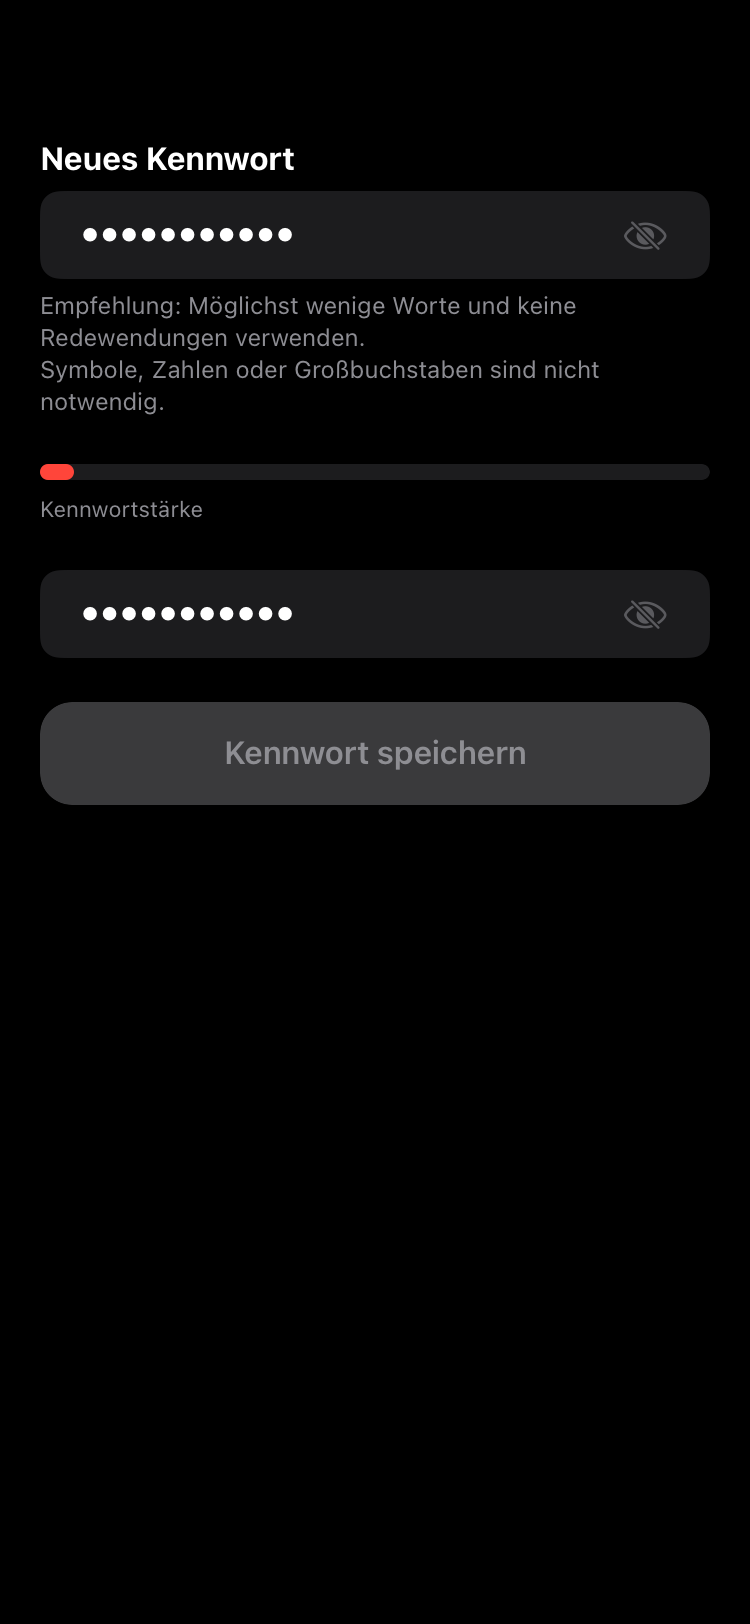 Neues Kennwort
•••••••••••
Empfehlung: Möglichst wenige Worte und keine
Redewendungen verwenden.
Symbole, Zahlen oder Großbuchstaben sind nicht
notwendig.
Kennwortstärke
•••••••••••
Kennwort speichern